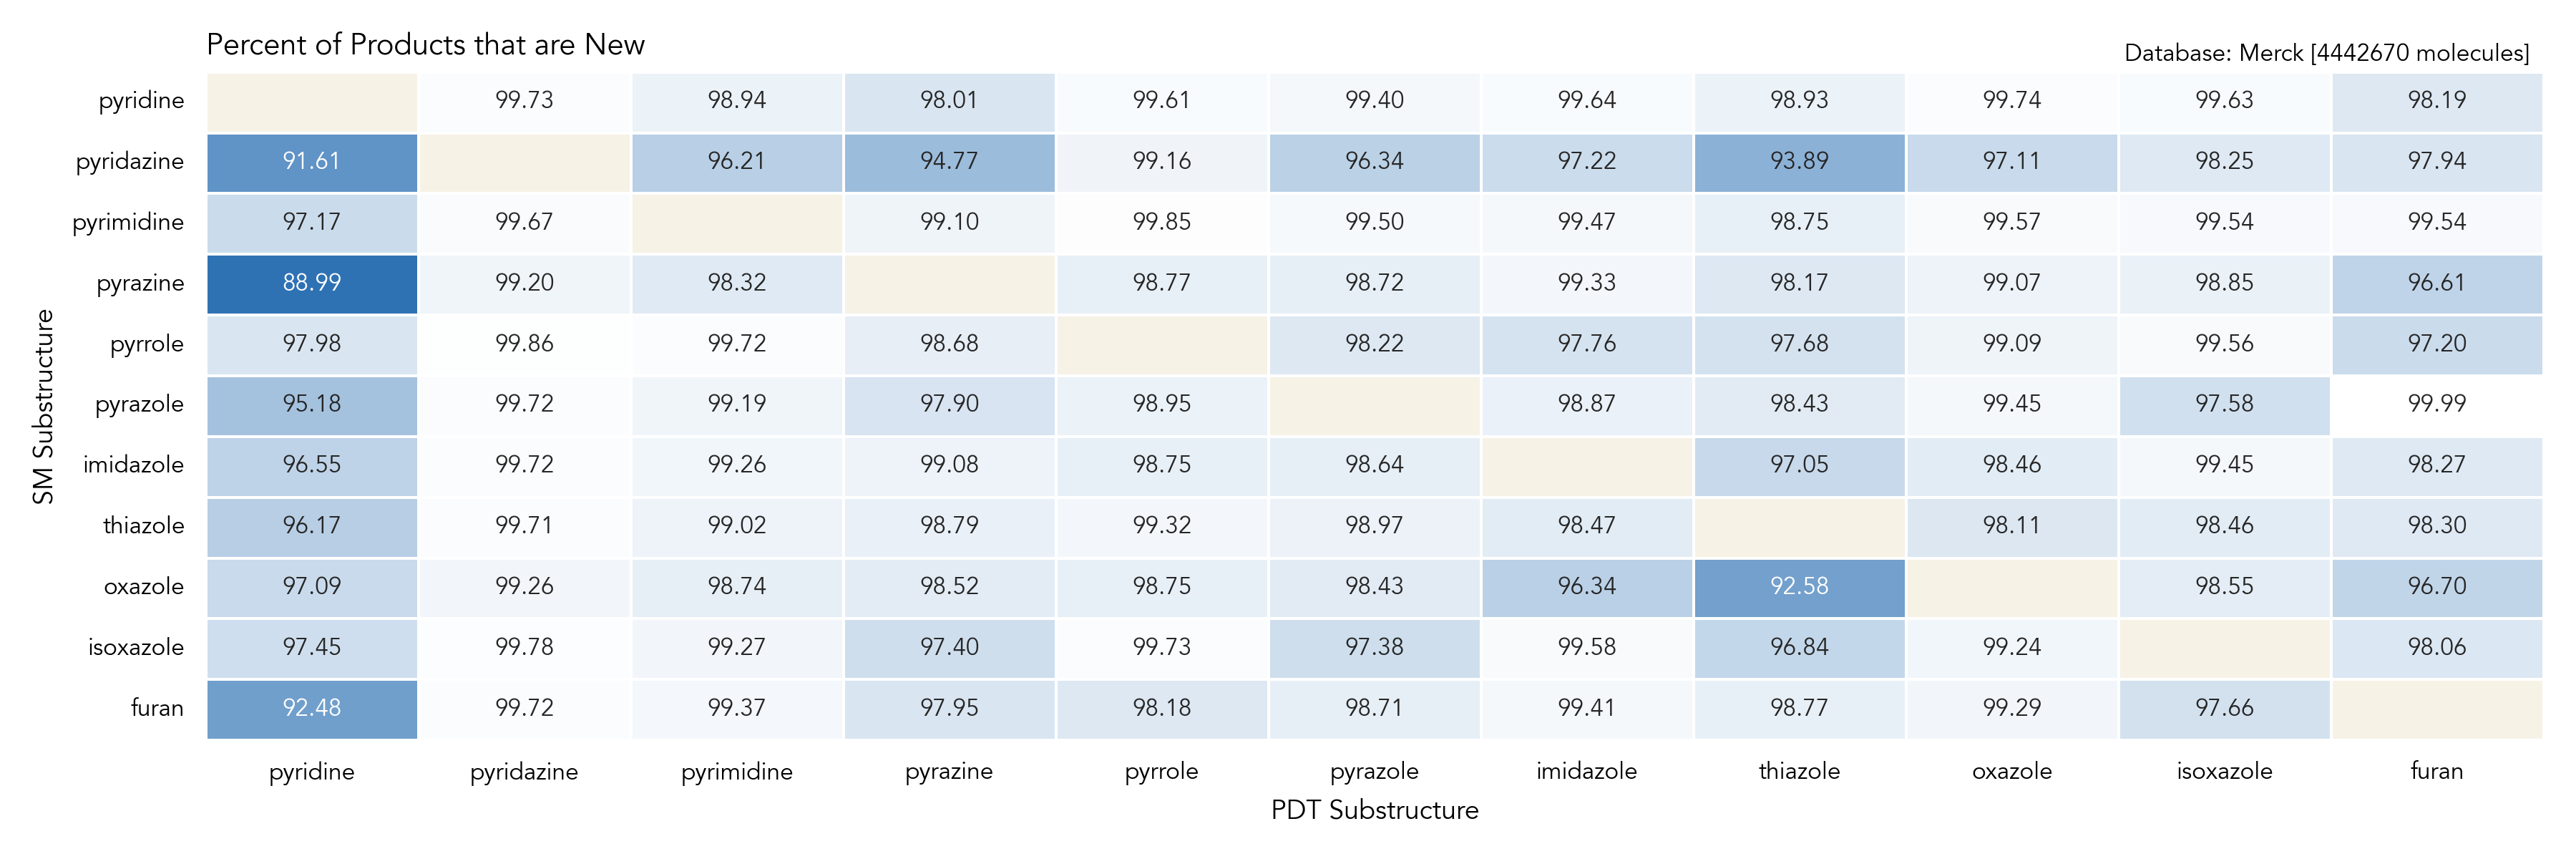 Percent of Products that are New
Database: Merck [4442670 molecules]
SM Substructure
pyridine 99.73 98.94 98.01 99.61 99.40 99.64 98.93 99.74 99.63 98.19
pyridazine 91.61 96.21 94.77 99.16 96.34 97.22 93.89 97.11 98.25 97.94
pyrimidine 97.17 99.67 99.10 99.85 99.50 99.47 98.75 99.57 99.54 99.54
pyrazine 88.99 99.20 98.32 98.77 98.72 99.33 98.17 99.07 98.85 96.61
pyrrole 97.98 99.86 99.72 98.68 98.22 97.76 97.68 99.09 99.56 97.20
pyrazole 95.18 99.72 99.19 97.90 98.95 98.87 98.43 99.45 97.58 99.99
imidazole 96.55 99.72 99.26 99.08 98.75 98.64 97.05 98.46 99.45 98.27
thiazole 96.17 99.71 99.02 98.79 99.32 98.97 98.47 98.11 98.46 98.30
oxazole 97.09 99.26 98.74 98.52 98.75 98.43 96.34 92.58 98.55 96.70
isoxazole 97.45 99.78 99.27 97.40 99.73 97.38 99.58 96.84 99.24 98.06
furan 92.48 99.72 99.37 97.95 98.18 98.71 99.41 98.77 99.29 97.66
pyridine pyridazine pyrimidine pyrazine pyrrole pyrazole imidazole thiazole oxazole isoxazole furan
PDT Substructure